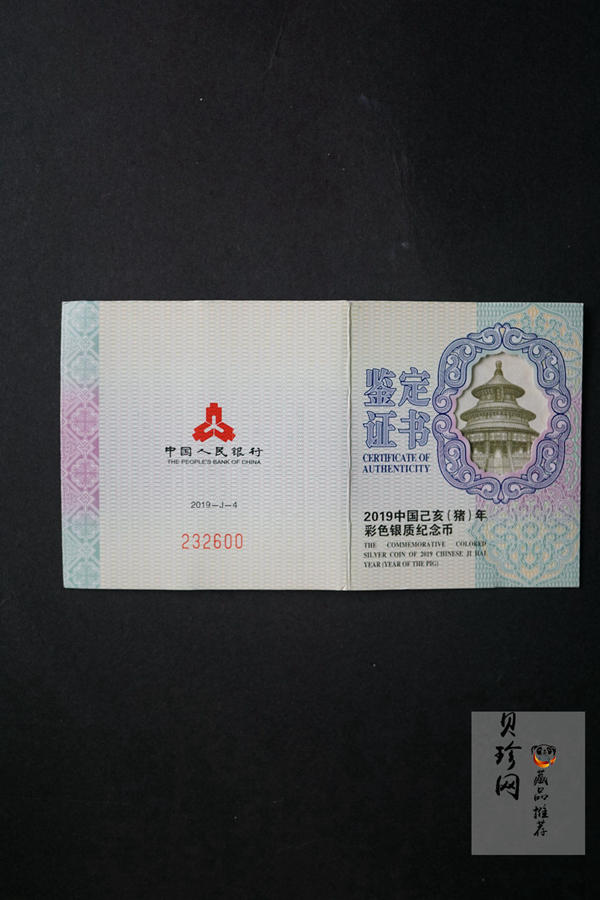 中国人民银行
THE PEOPLE'S BANK OF CHINA
2019-J-4
232600
鉴定
证书
CERTIFICATE OF
AUTHENTICITY
2019中国己亥（猪）年
彩色银质纪念币
THE COMMEMORATIVE COLORED
SILVER COIN OF 2019 CHINESE JI HAI
YEAR (YEAR OF THE PIG)
贝珍网
藏品推荐